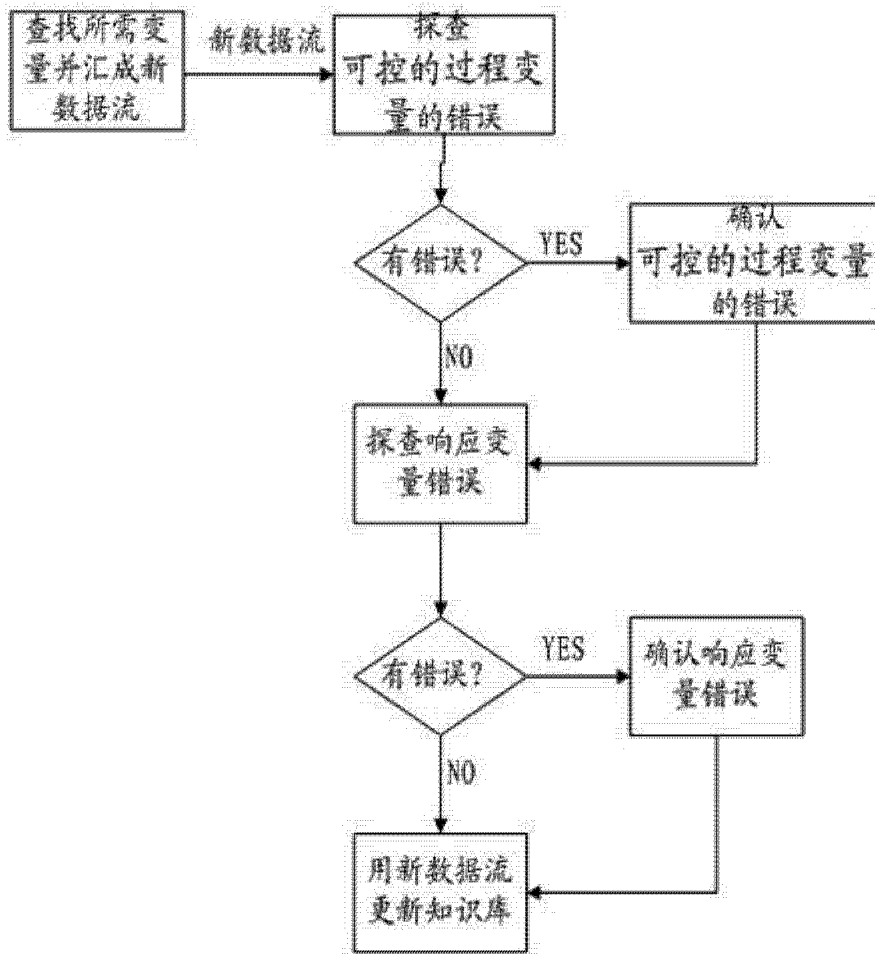 查找所需变
量并汇成新
数据流
新数据流
探查
可控的过程变
量的错误
有错误？
YES
确认
可控的过程变量
的错误
NO
探查响应变
量错误
有错误？
YES
确认响应变
量错误
NO
用新数据流
更新知识库